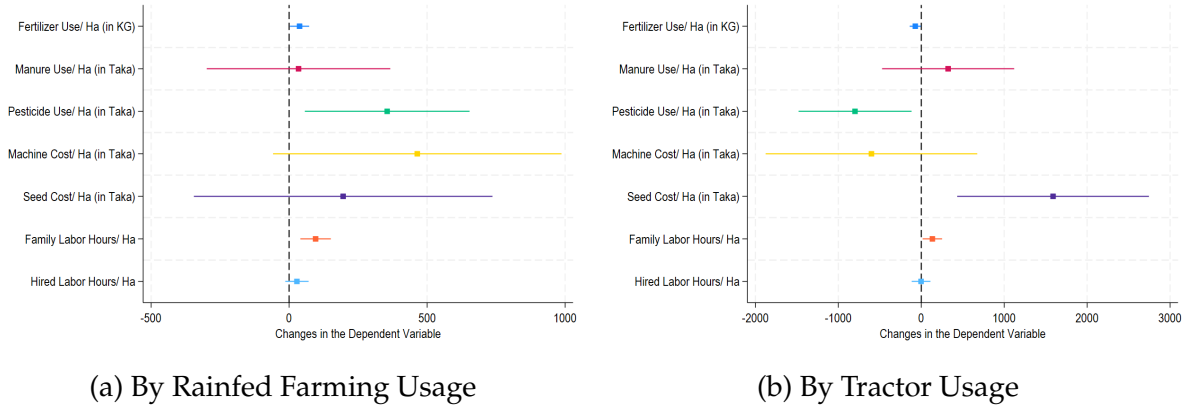 Fertilizer Use/ Ha (in KG)
Manure Use/ Ha (in Taka)
Pesticide Use/ Ha (in Taka)
Machine Cost/ Ha (in Taka)
Seed Cost/ Ha (in Taka)
Family Labor Hours/ Ha
Hired Labor Hours/ Ha
-500 0 500 1000
Changes in the Dependent Variable
(a) By Rainfed Farming Usage
Fertilizer Use/ Ha (in KG)
Manure Use/ Ha (in Taka)
Pesticide Use/ Ha (in Taka)
Machine Cost/ Ha (in Taka)
Seed Cost/ Ha (in Taka)
Family Labor Hours/ Ha
Hired Labor Hours/ Ha
-2000 -1000 0 1000 2000 3000
Changes in the Dependent Variable
(b) By Tractor Usage